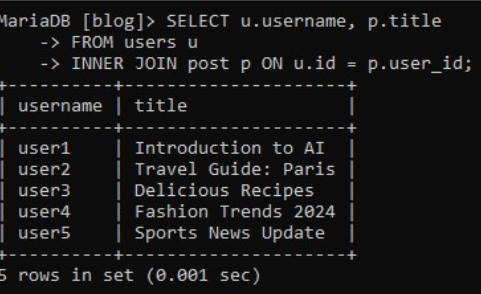 MariaDB [blog]> SELECT u.username, p.title
    -> FROM users u
    -> INNER JOIN post p ON u.id = p.user_id;
+----------+----------------------+
| username | title                |
+----------+----------------------+
| user1    | Introduction to AI   |
| user2    | Travel Guide: Paris  |
| user3    | Delicious Recipes    |
| user4    | Fashion Trends 2024  |
| user5    | Sports News Update   |
+----------+----------------------+
5 rows in set (0.001 sec)